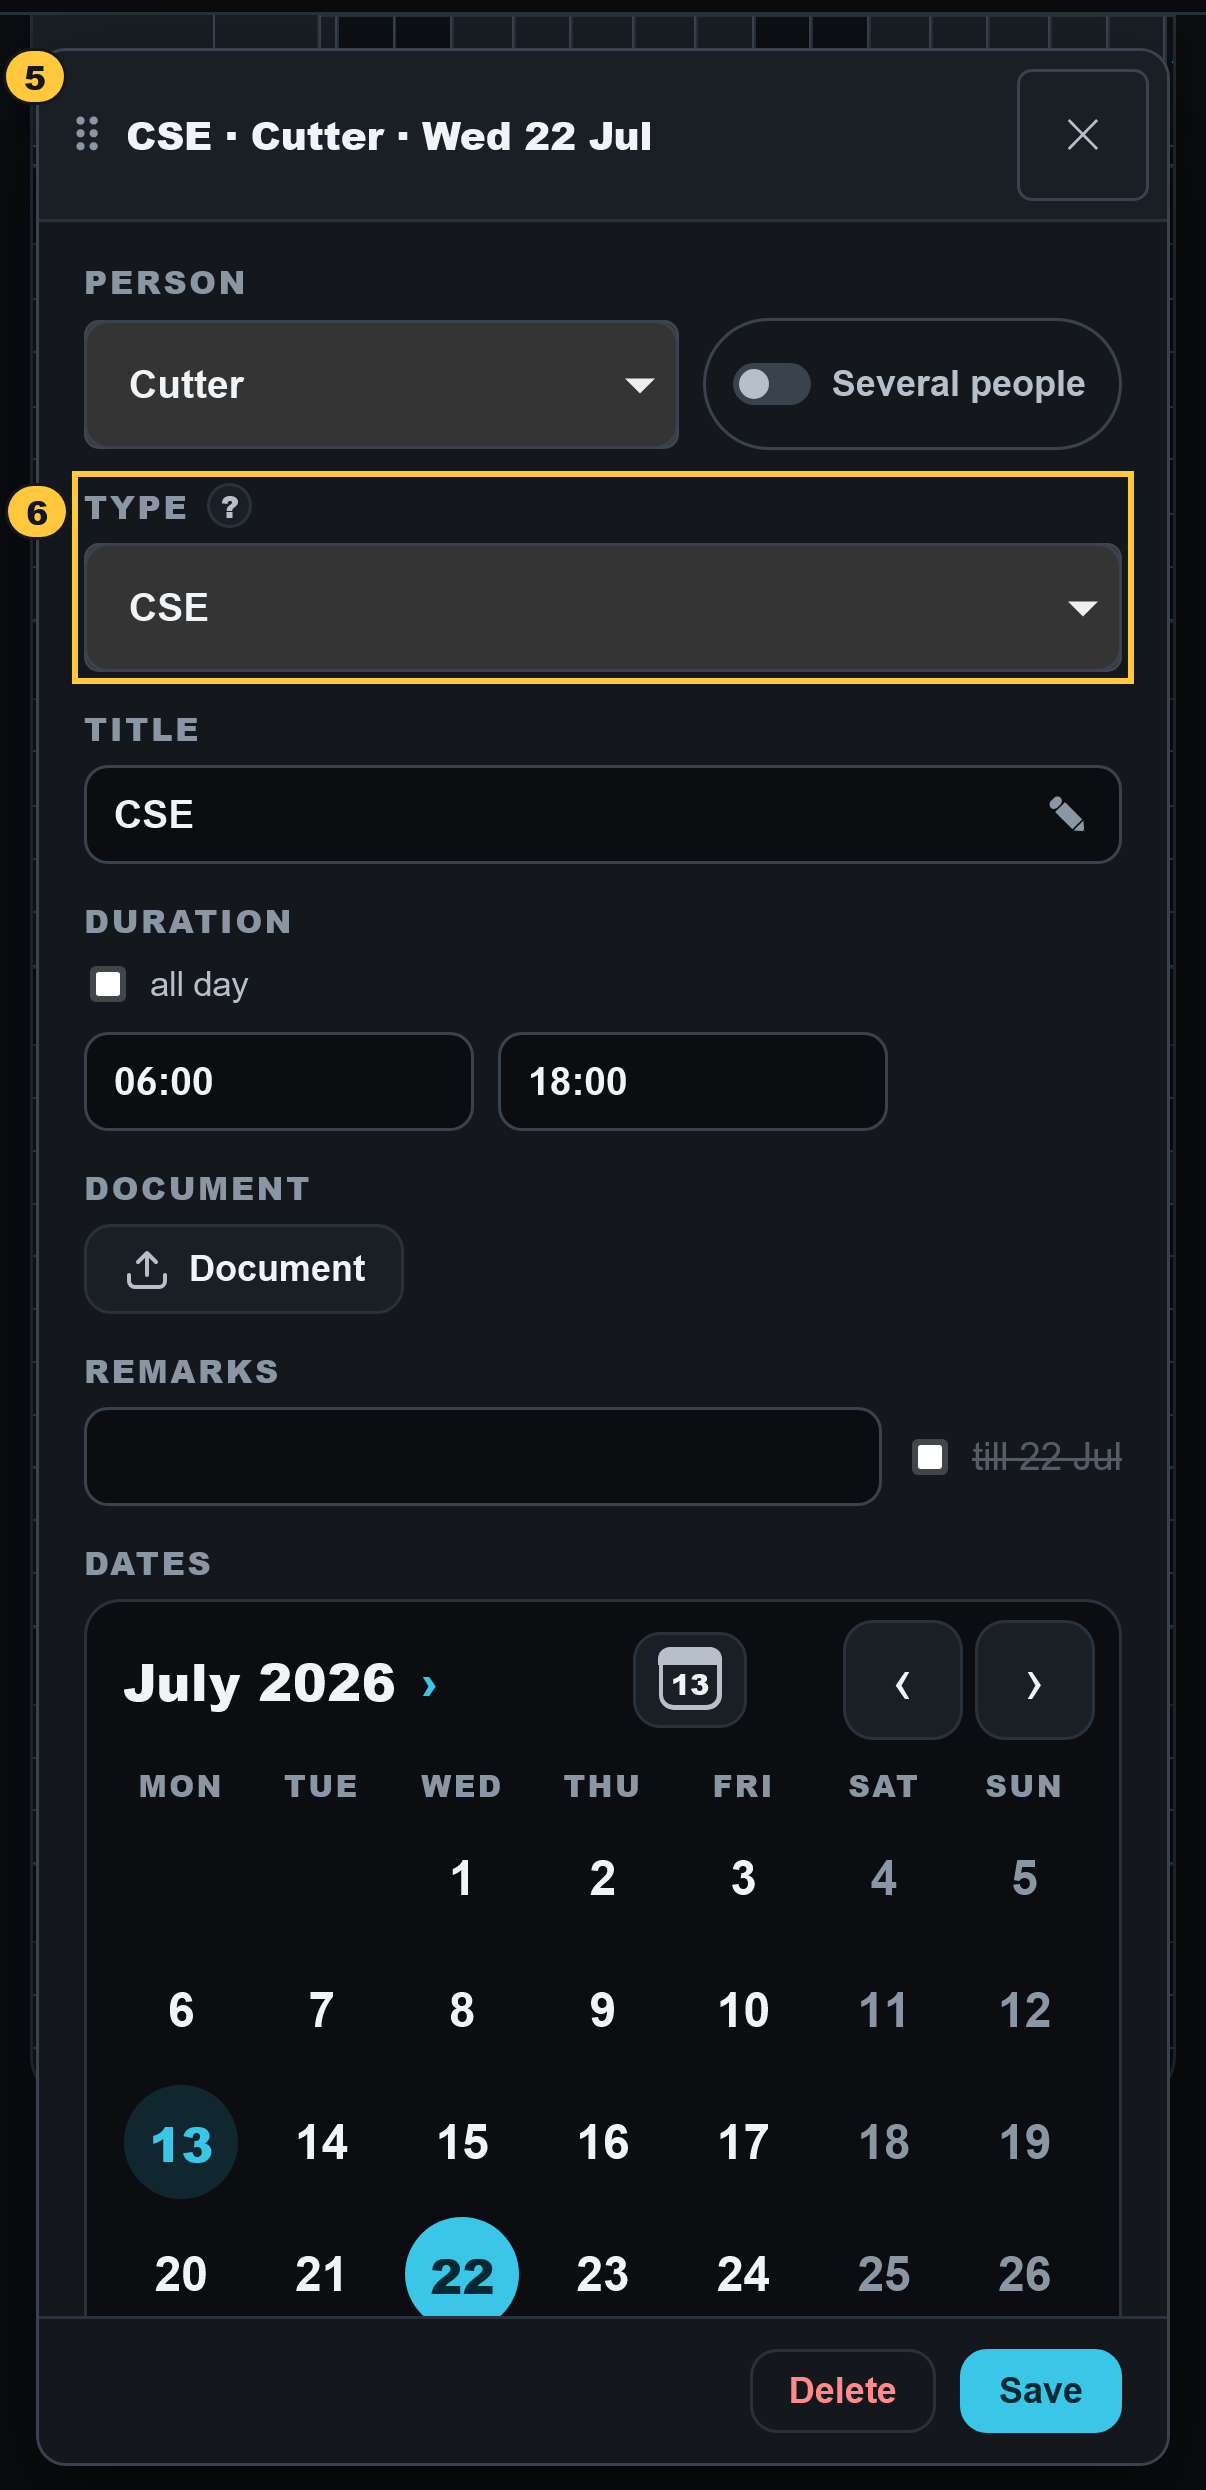 5
CSE · Cutter · Wed 22 Jul
PERSON
Cutter
Several people
6
TYPE ?
CSE
TITLE
CSE
DURATION
all day
06:00 18:00
DOCUMENT
Document
REMARKS
till 22 Jul
DATES
July 2026 › 13 ‹ ›
MON TUE WED THU FRI SAT SUN
1 2 3 4 5
6 7 8 9 10 11 12
13 14 15 16 17 18 19
20 21 22 23 24 25 26
Delete Save